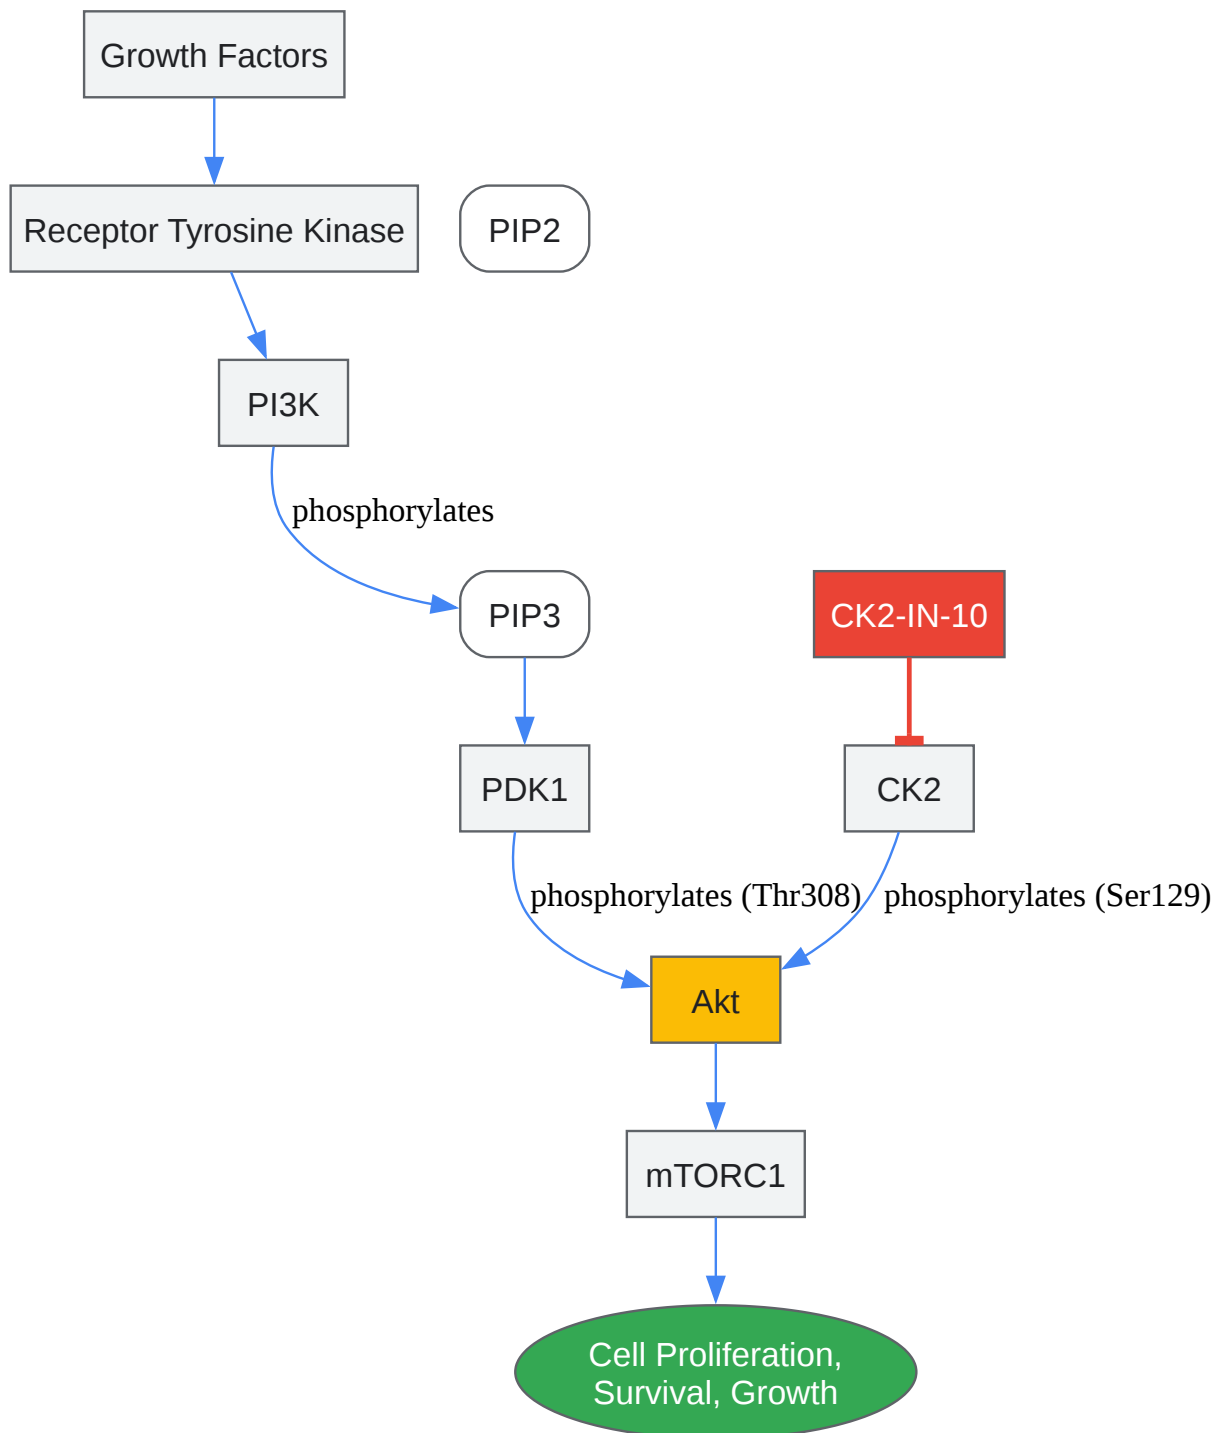 Growth Factors
Receptor Tyrosine Kinase
PIP2
PI3K
phosphorylates
PIP3
CK2-IN-10
PDK1
CK2
phosphorylates (Thr308)
phosphorylates (Ser129)
Akt
mTORC1
Cell Proliferation,
Survival, Growth